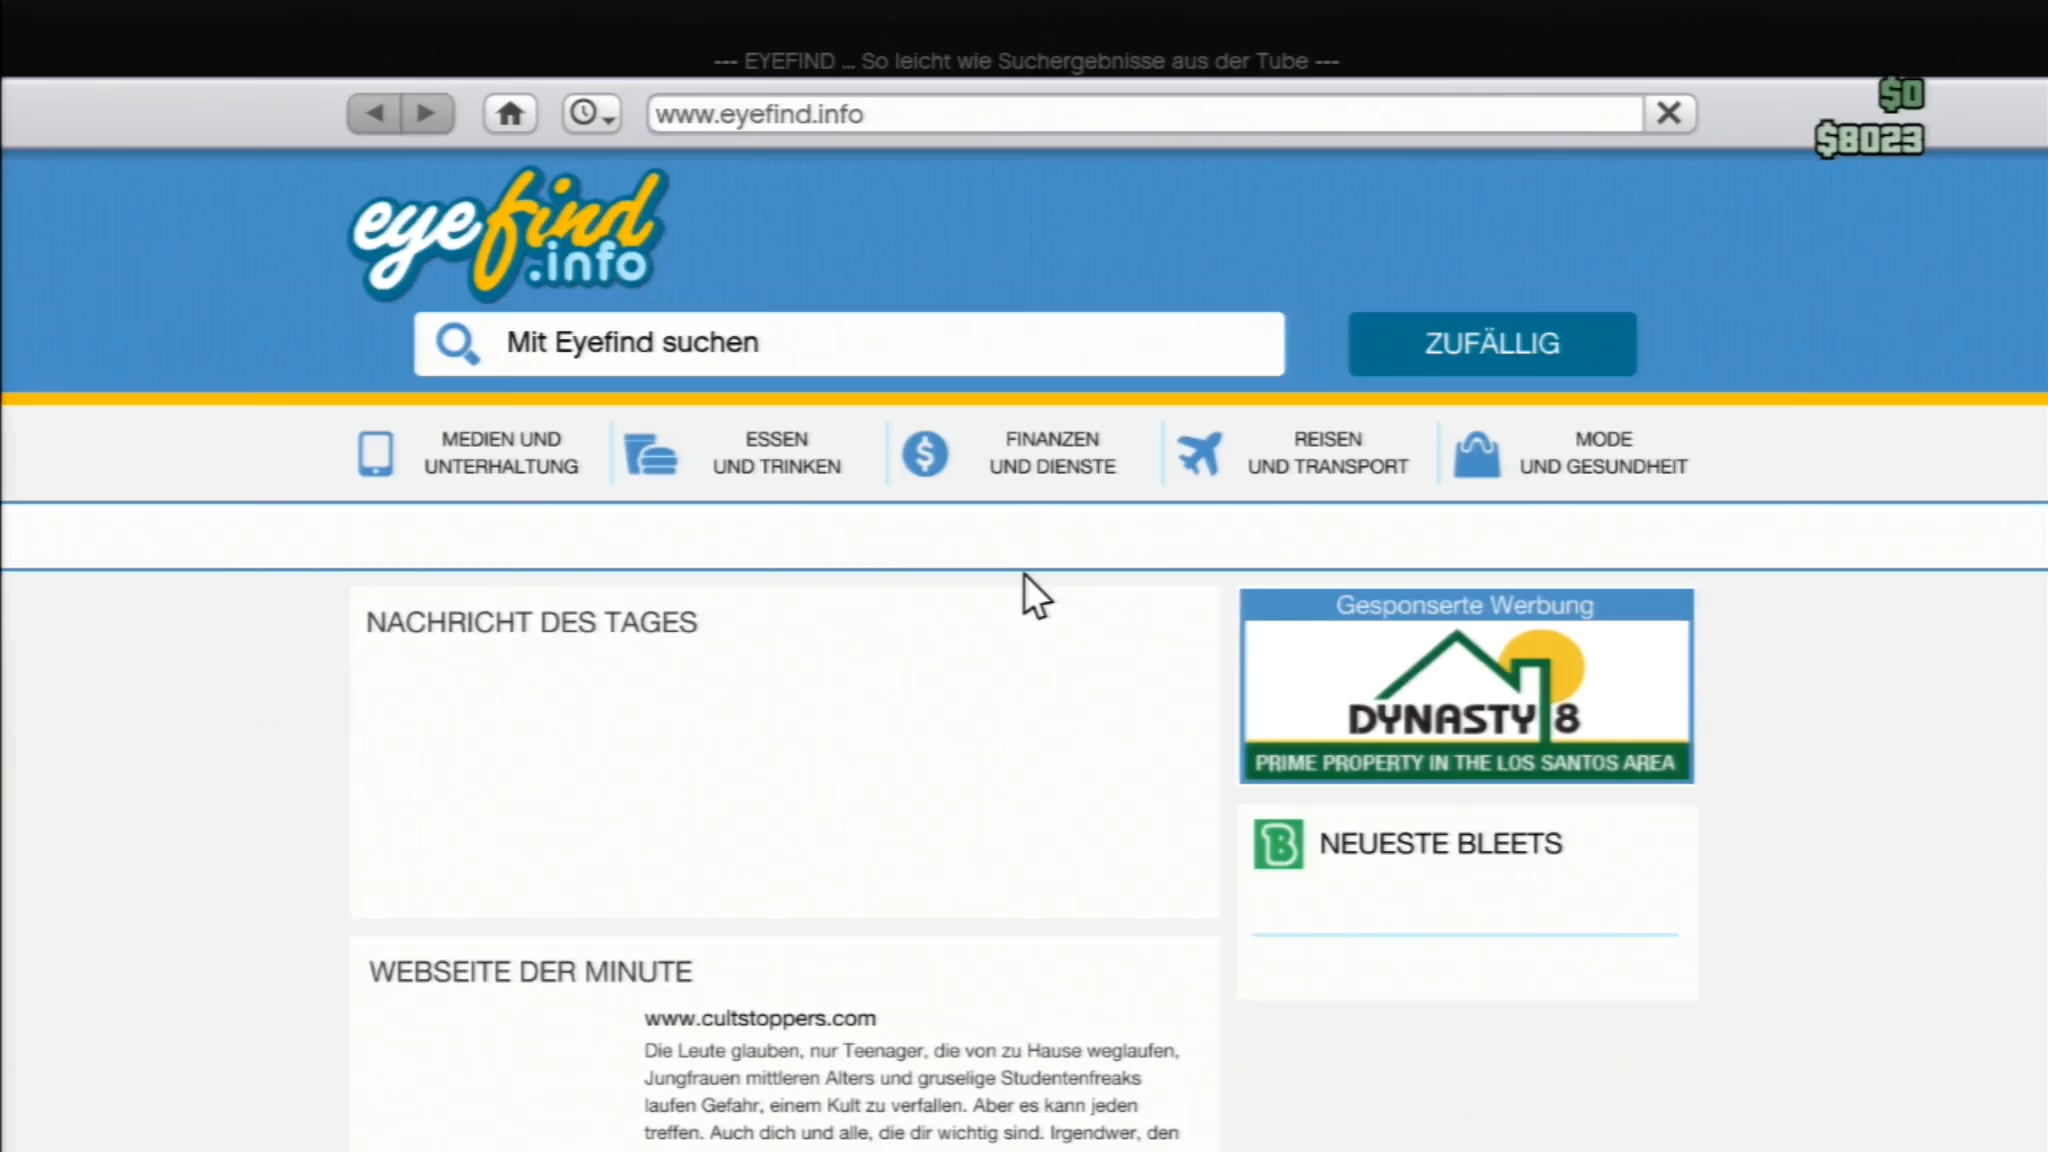 --- EYEFIND ... So leicht wie Suchergebnisse aus der Tube ---
www.eyefind.info
$0
$8023
eyefind
.info
Mit Eyefind suchen
ZUFÄLLIG
MEDIEN UND
UNTERHALTUNG
ESSEN
UND TRINKEN
FINANZEN
UND DIENSTE
REISEN
UND TRANSPORT
MODE
UND GESUNDHEIT
NACHRICHT DES TAGES
Gesponserte Werbung
DYNASTY 8
PRIME PROPERTY IN THE LOS SANTOS AREA
B NEUESTE BLEETS
WEBSEITE DER MINUTE
www.cultstoppers.com
Die Leute glauben, nur Teenager, die von zu Hause weglaufen,
Jungfrauen mittleren Alters und gruselige Studentenfreaks
laufen Gefahr, einem Kult zu verfallen. Aber es kann jeden
treffen. Auch dich und alle, die dir wichtig sind. Irgendwer, den